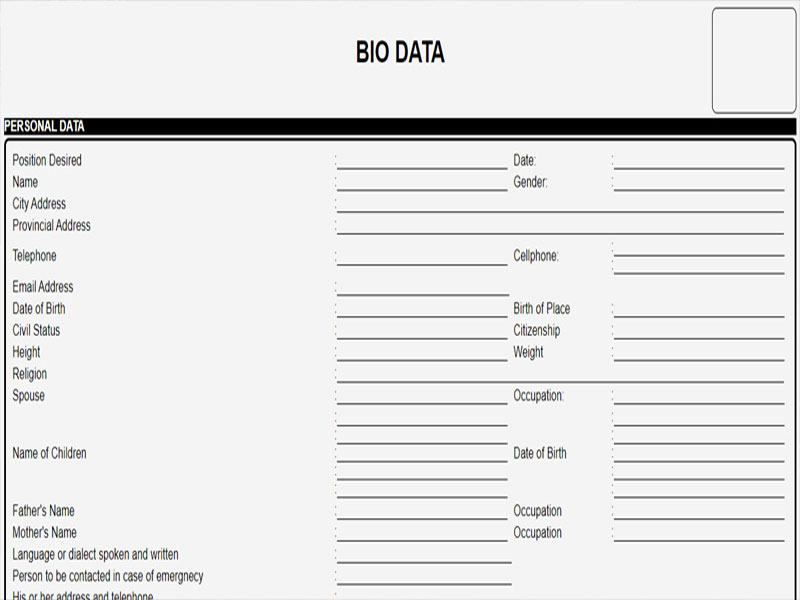 BIO DATA
PERSONAL DATA
Position Desired : Date: :
Name : Gender: :
City Address :
Provincial Address :
Telephone : Cellphone: :
Email Address :
Date of Birth : Birth of Place :
Civil Status : Citizenship :
Height : Weight :
Religion :
Spouse : Occupation: :
Name of Children : Date of Birth :
Father's Name : Occupation :
Mother's Name : Occupation :
Language or dialect spoken and written :
Person to be contacted in case of emergnecy :
His or her address and telephone :